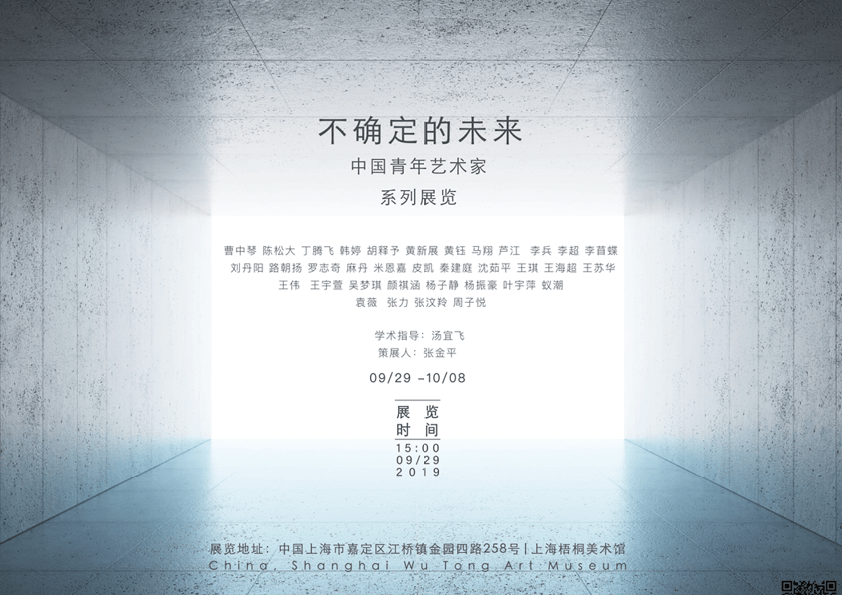 不确定的未来
中国青年艺术家
系列展览
曹中琴 陈松大 丁腾飞 韩婷 胡释予 黄新展 黄钰 马翔 芦江 李兵 李超 李苜蝶
刘丹阳 路朝扬 罗志奇 麻丹 米恩嘉 皮凯 秦建庭 沈茹平 王琪 王海超 王苏华
王伟 王宇萱 吴梦琪 颜祺涵 杨子静 杨振豪 叶宇萍 蚁潮
袁薇 张力 张汶羚 周子悦
学术指导：汤宜飞
策展人：张金平
09/29 –10/08
展 览
时 间
15:00
09/29
2019
展览地址：中国上海市嘉定区江桥镇金园四路258号|上海梧桐美术馆
China, Shanghai Wu Tong Art Museum